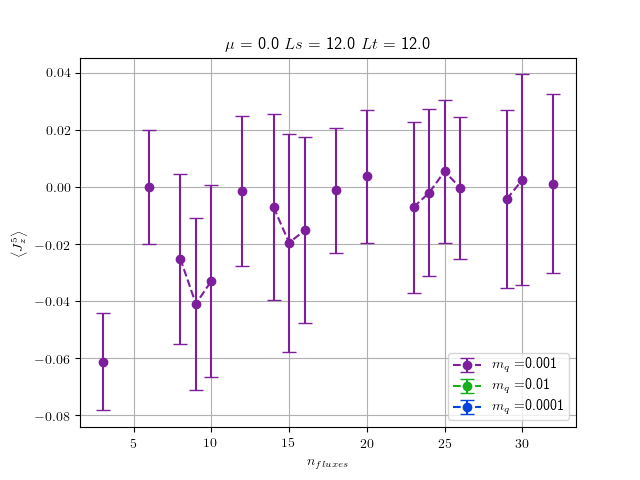 μ = 0.0 Ls = 12.0 Lt = 12.0
0.04
0.02
0.00
−0.02
−0.04
−0.06
−0.08
⟨J_z^5⟩
5 10 15 20 25 30
n_{fluxes}
m_q =0.001
m_q =0.01
m_q =0.0001